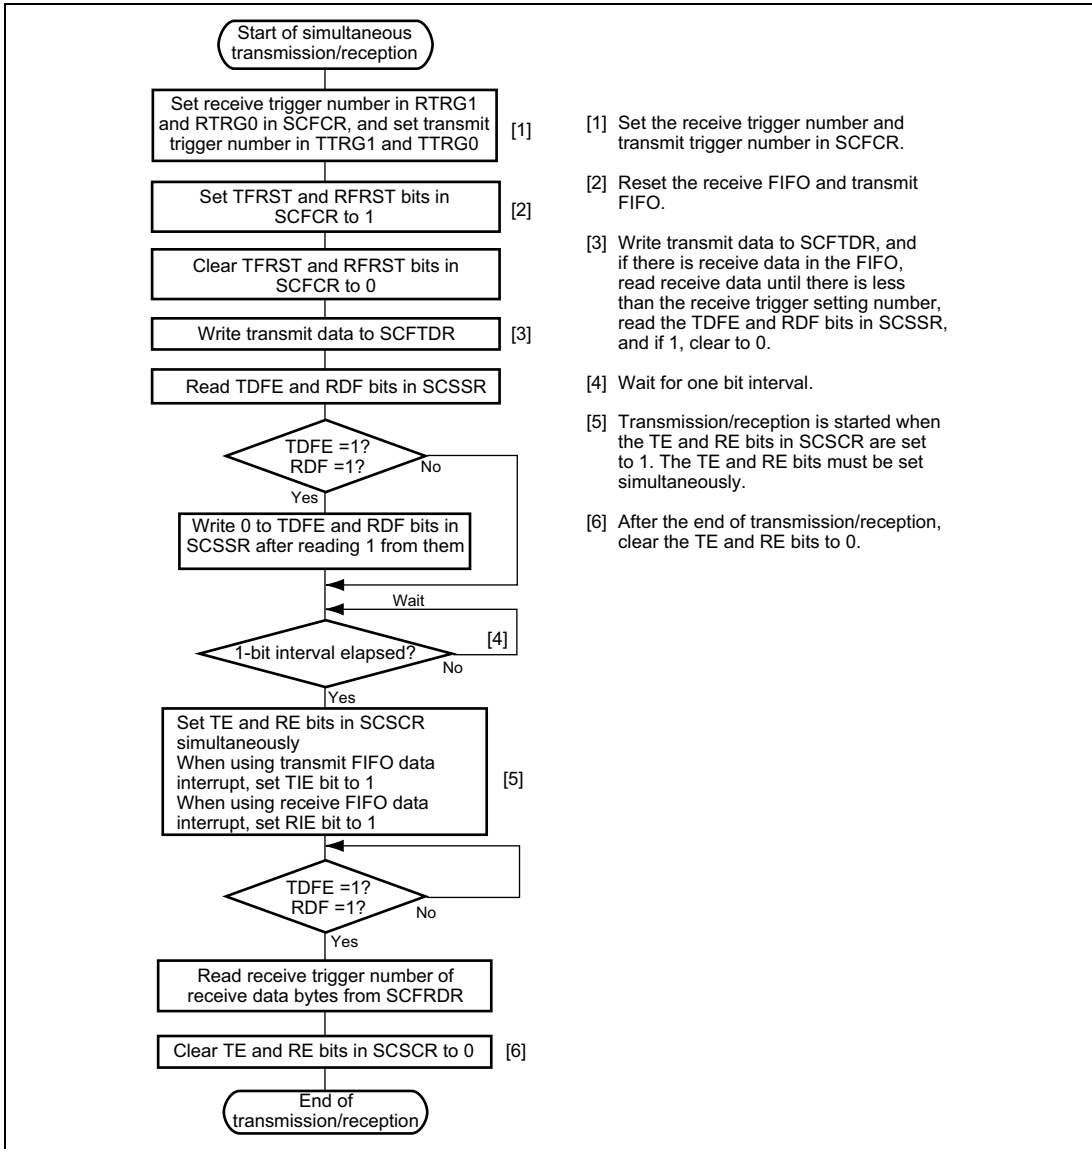 Start of simultaneous
transmission/reception
Set receive trigger number in RTRG1
and RTRG0 in SCFCR, and set transmit
trigger number in TTRG1 and TTRG0
[1]
Set TFRST and RFRST bits in
SCFCR to 1
[2]
Clear TFRST and RFRST bits in
SCFCR to 0
Write transmit data to SCFTDR
[3]
Read TDFE and RDF bits in SCSSR
TDFE =1?
RDF =1?
No
Yes
Write 0 to TDFE and RDF bits in
SCSSR after reading 1 from them
Wait
1-bit interval elapsed?
[4]
No
Yes
Set TE and RE bits in SCSCR
simultaneously
When using transmit FIFO data
interrupt, set TIE bit to 1
When using receive FIFO data
interrupt, set RIE bit to 1
[5]
TDFE =1?
RDF =1?
No
Yes
Read receive trigger number of
receive data bytes from SCFRDR
Clear TE and RE bits in SCSCR to 0
[6]
End of
transmission/reception
[1] Set the receive trigger number and
transmit trigger number in SCFCR.
[2] Reset the receive FIFO and transmit
FIFO.
[3] Write transmit data to SCFTDR, and
if there is receive data in the FIFO,
read receive data until there is less
than the receive trigger setting number,
read the TDFE and RDF bits in SCSSR,
and if 1, clear to 0.
[4] Wait for one bit interval.
[5] Transmission/reception is started when
the TE and RE bits in SCSCR are set
to 1. The TE and RE bits must be set
simultaneously.
[6] After the end of transmission/reception,
clear the TE and RE bits to 0.